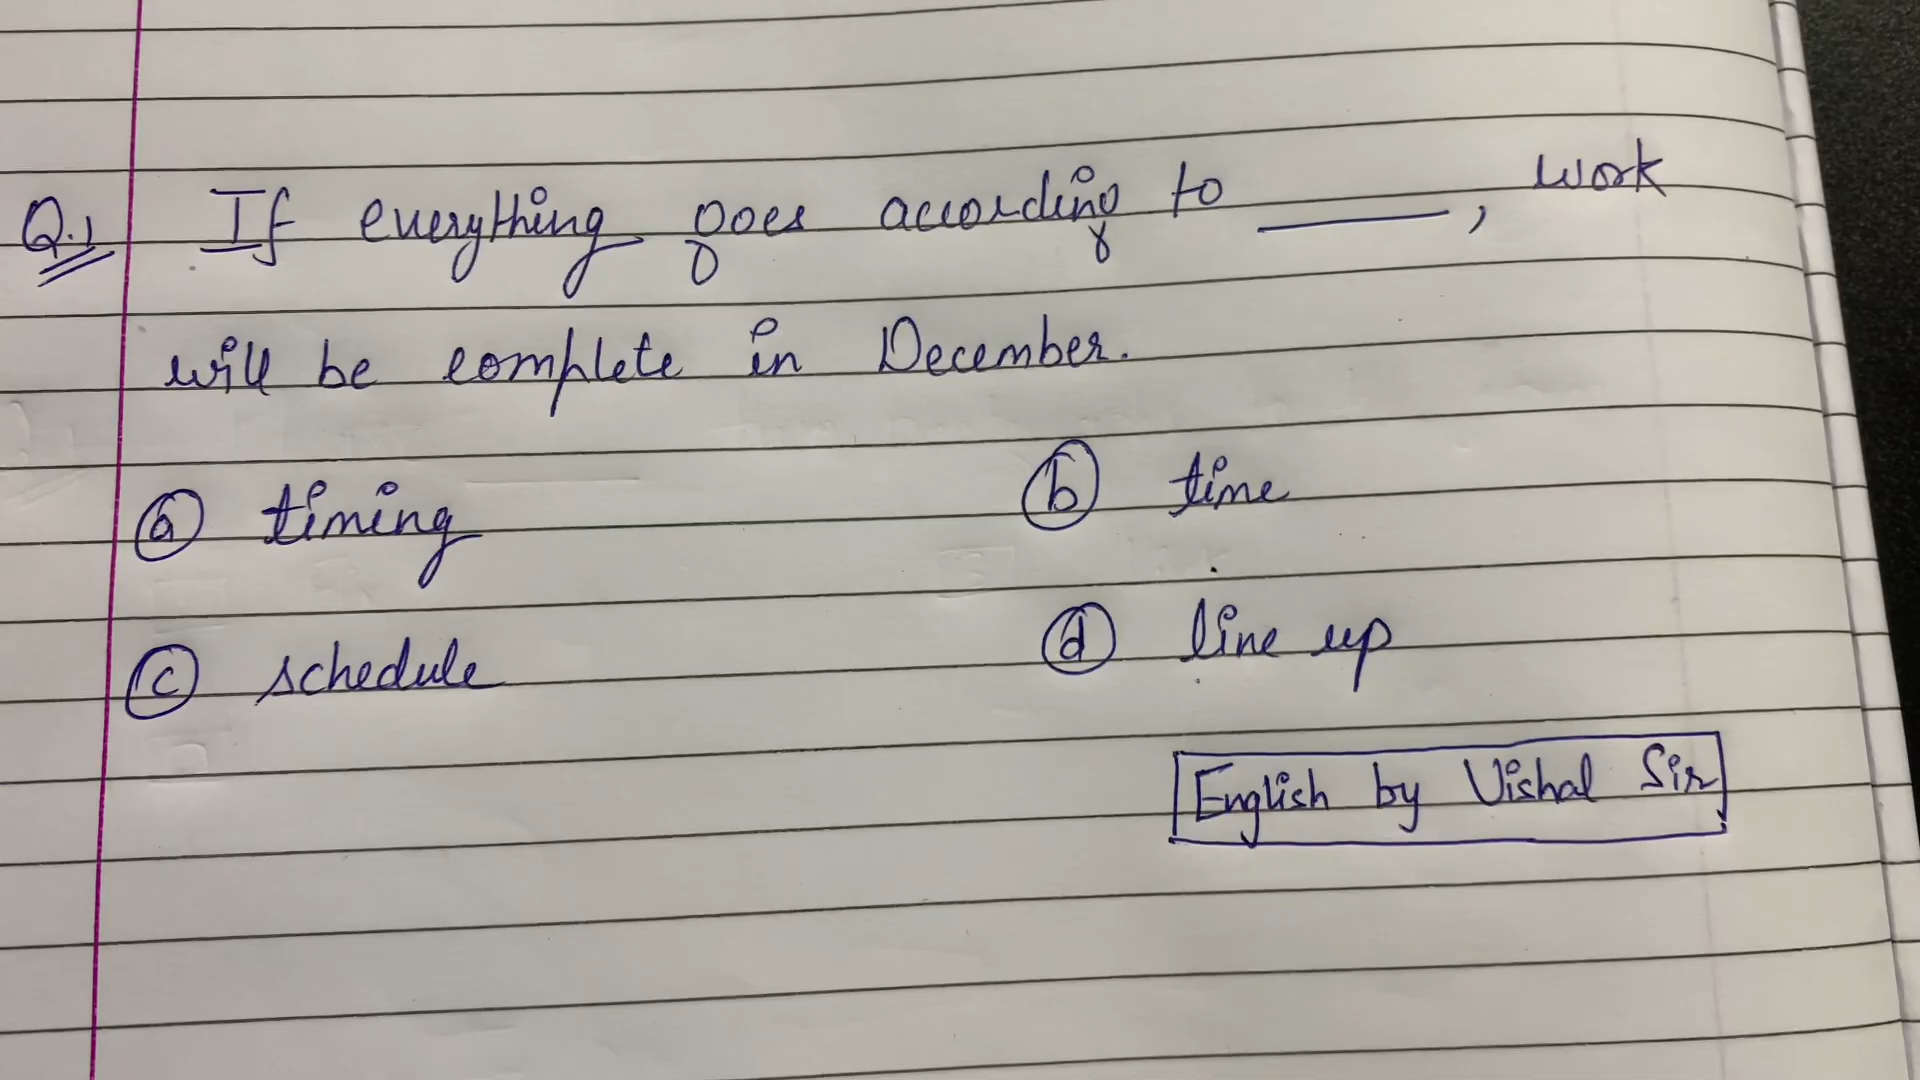 Q.1 If everything goes according to ______, work
will be complete in December.
(a) timing (b) time
(c) schedule (d) line up
English by Vishal Sir